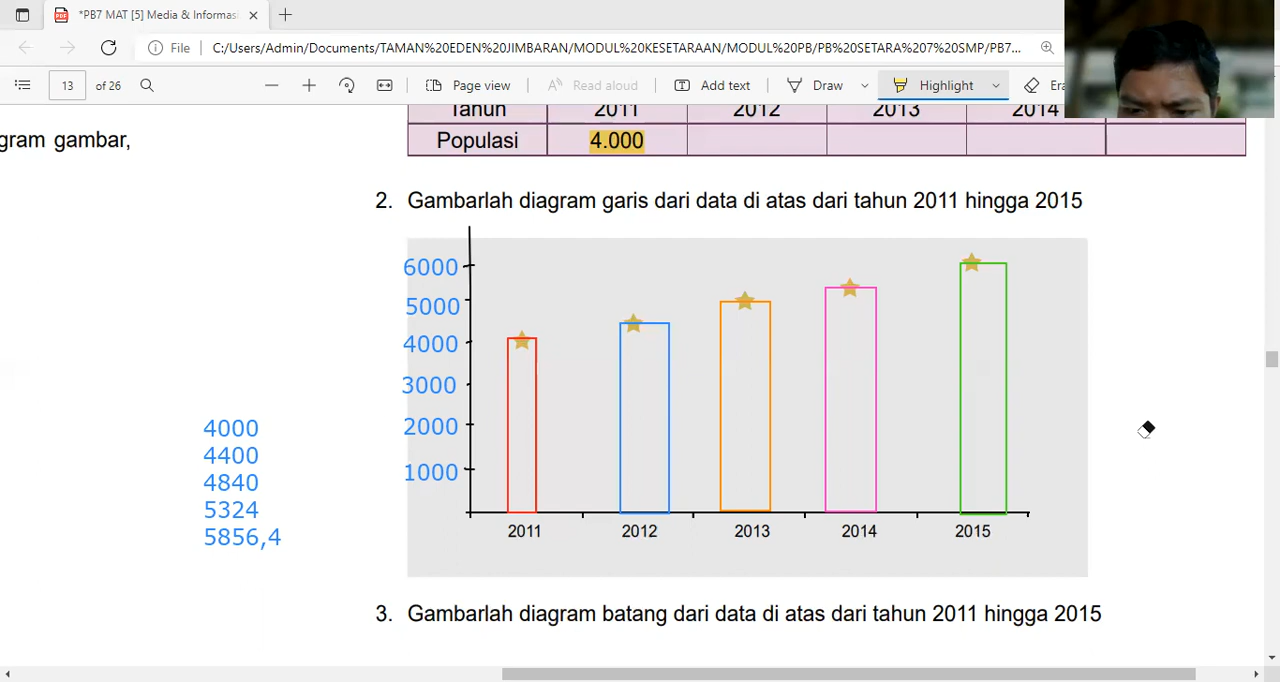 *PB7 MAT [5] Media & Informas
File C:/Users/Admin/Documents/TAMAN%20EDEN%20JIMBARAN/MODUL%20KESETARAAN/MODUL%20PB/PB%20SETARA%207%20SMP/PB7...
13 of 26 Page view Read aloud Add text Draw Highlight Era
Tahun 2011 2012 2013 2014
gram gambar,
Populasi 4.000
2. Gambarlah diagram garis dari data di atas dari tahun 2011 hingga 2015
6000
5000
4000
3000
2000
1000
4000
4400
4840
5324
5856,4
2011 2012 2013 2014 2015
3. Gambarlah diagram batang dari data di atas dari tahun 2011 hingga 2015